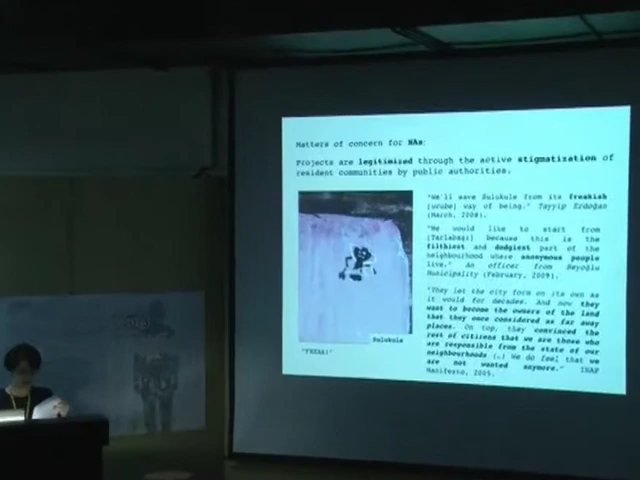 Matters of concern for NAs:
Projects are legitimized through the active stigmatization of
resident communities by public authorities.
"We'll save Sulukule from its freakish
[ucube] way of being." Tayyip Erdoğan
(March, 2008).
"We would like to start from
[Tarlabaşı] because this is the
filthiest and dodgiest part of the
neighbourhood where anonymous people
live." An officer from Beyoğlu
Municipality (February, 2009).
"They let the city form on its own as
it would for decades. And now they
want to become the owners of the land
that they once considered as far away
places. On top, they convinced the
rest of citizens that we are those who
are responsible from the state of our
neighbourhoods (…) We do feel that we
are not wanted anymore."
Manifesto, 2005.
Sulukule
"FREAK!"